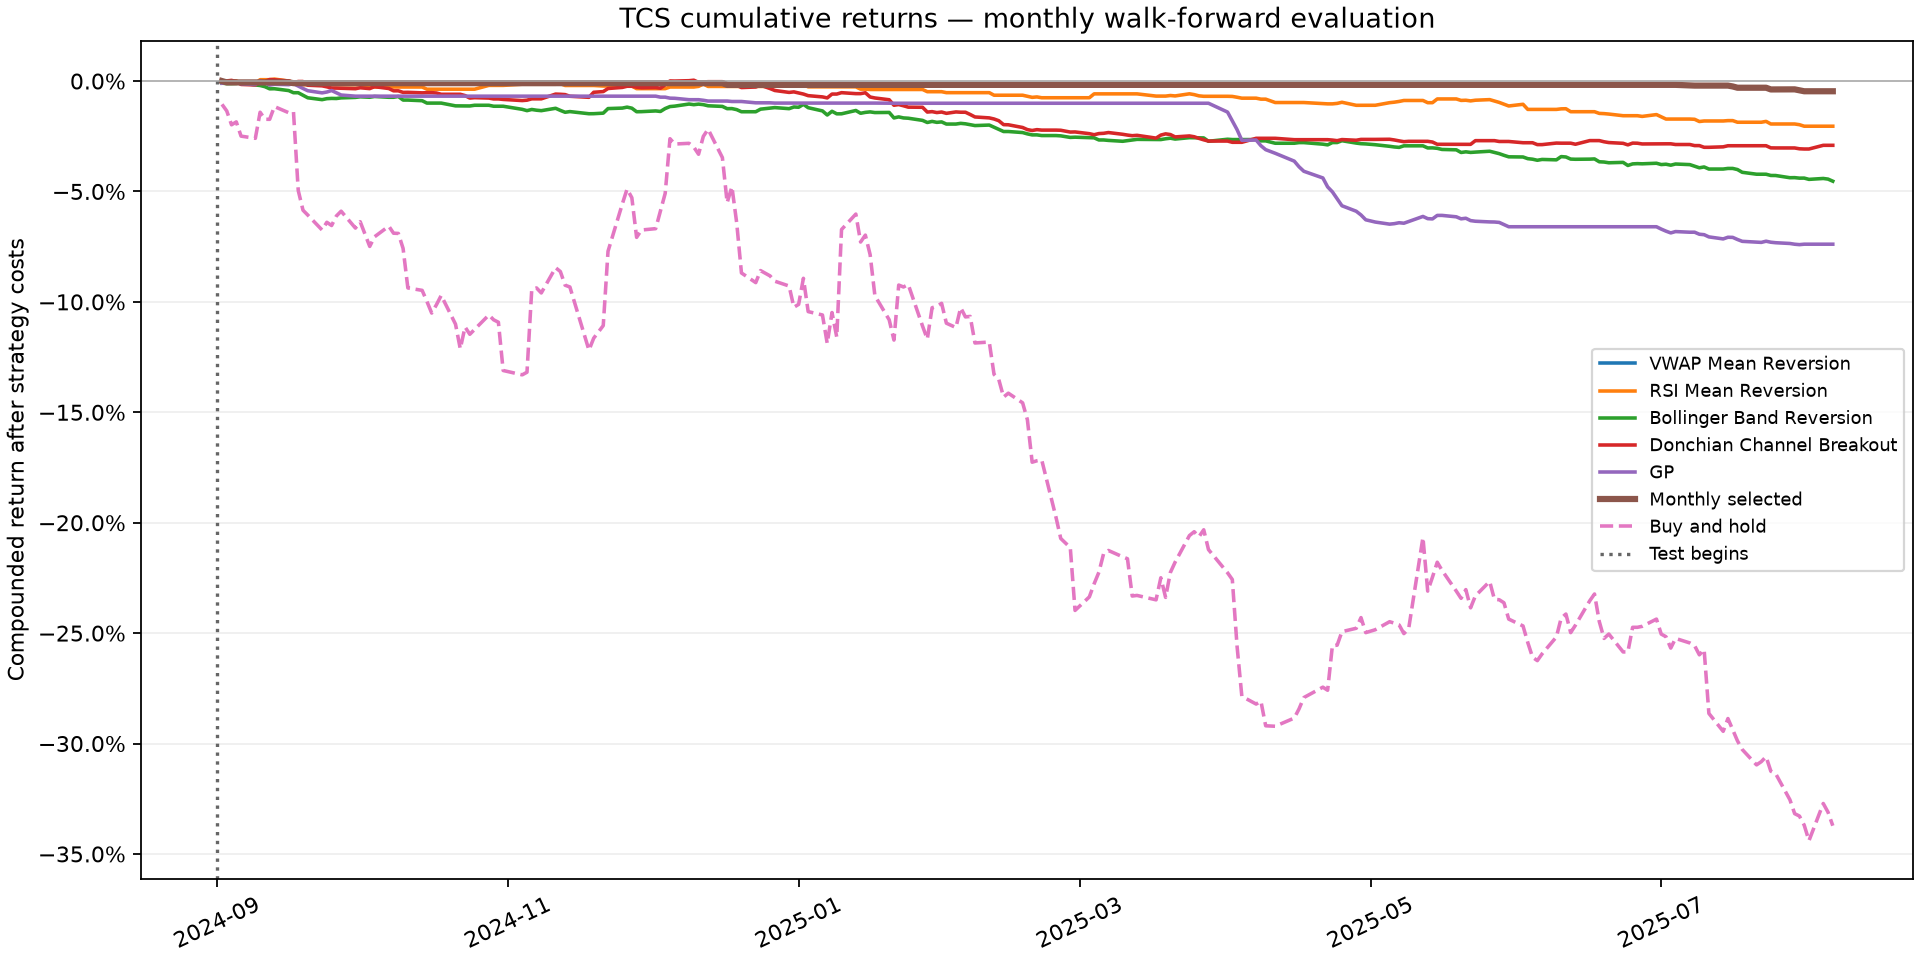 TCS cumulative returns — monthly walk-forward evaluation
Compounded return after strategy costs
0.0%
−5.0%
−10.0%
−15.0%
−20.0%
−25.0%
−30.0%
−35.0%
VWAP Mean Reversion
RSI Mean Reversion
Bollinger Band Reversion
Donchian Channel Breakout
GP
Monthly selected
Buy and hold
Test begins
2024-09
2024-11
2025-01
2025-03
2025-05
2025-07